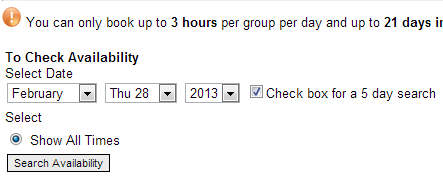 You can only book up to 3 hours per group per day and up to 21 days
To Check Availability
Select Date
February Thu 28 2013 Check box for a 5 day search
Select
Show All Times
Search Availability